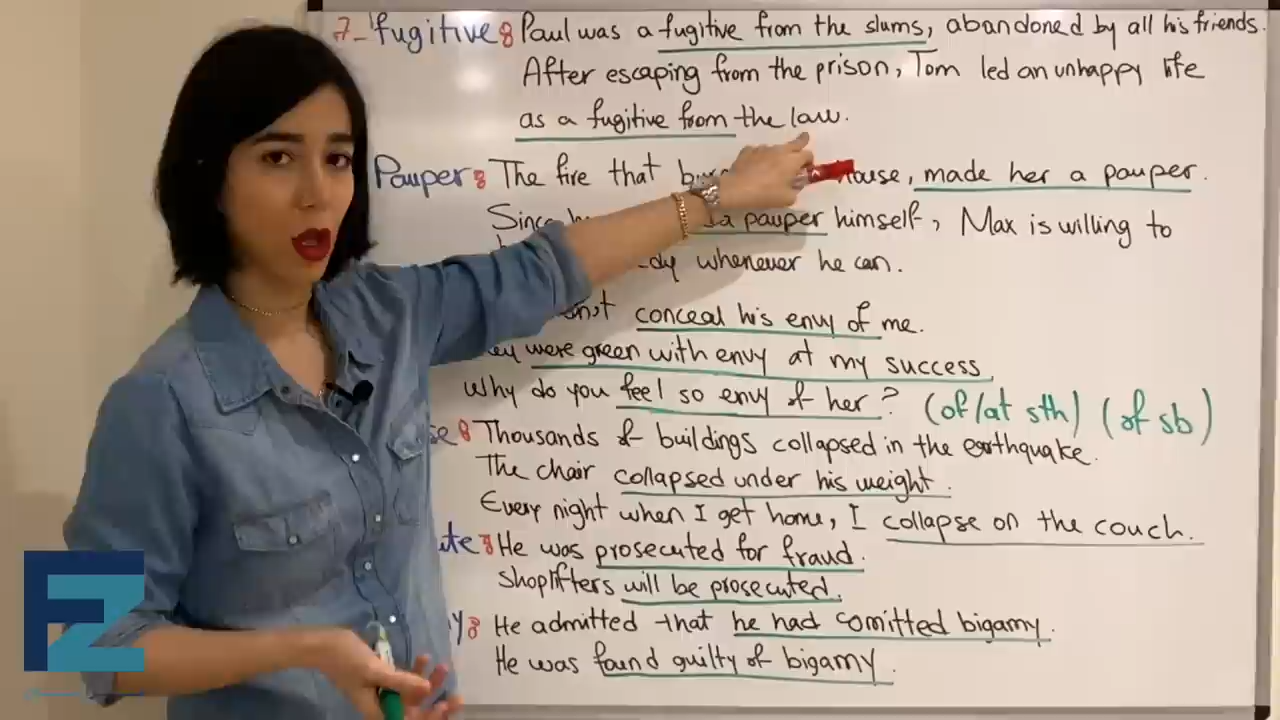 7_ fugitive: Paul was a fugitive from the slums, abandoned by all his friends.
After escaping from the prison, Tom led an unhappy life
as a fugitive from the law.
Pauper: The fire that house, made her a pauper.
Since a pauper himself, Max is willing to
whenever he can.
conceal his envy of me.
were green with envy at my success
Why do you feel so envy of her? (of/at sth) (of sb)
Thousands of buildings collapsed in the earthquake.
The chair collapsed under his weight.
Every night when I get home, I collapse on the couch.
He was prosecuted for fraud.
Shoplifters will be prosecuted.
He admitted that he had comitted bigamy.
He was found guilty of bigamy.
FZ